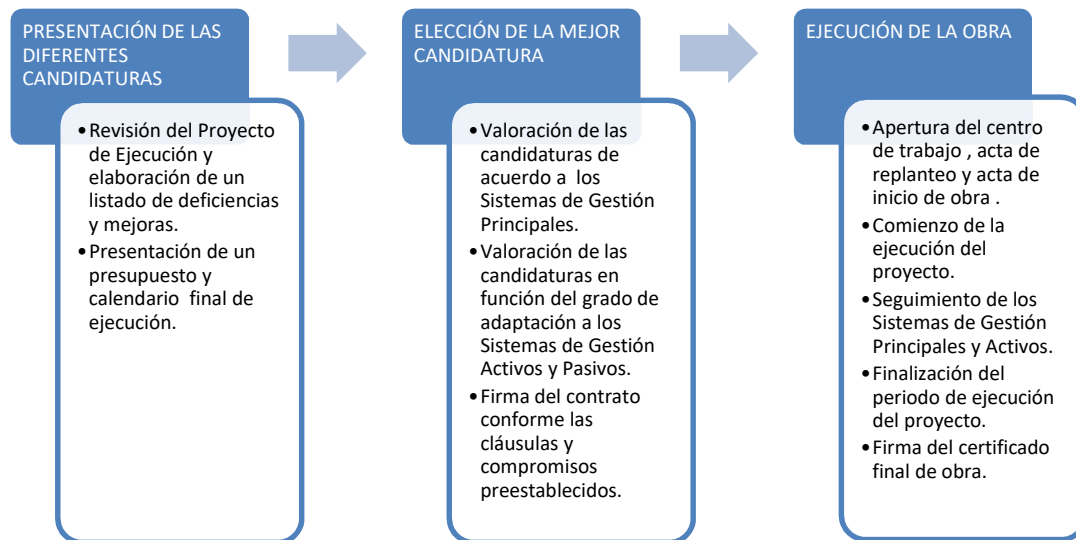 PRESENTACIÓN DE LAS
DIFERENTES
CANDIDATURAS
•Revisión del Proyecto
de Ejecución y
elaboración de un
listado de deficiencias
y mejoras.
•Presentación de un
presupuesto y
calendario final de
ejecución.
ELECCIÓN DE LA MEJOR
CANDIDATURA
•Valoración de las
candidaturas de
acuerdo a los
Sistemas de Gestión
Principales.
•Valoración de las
candidaturas en
función del grado de
adaptación a los
Sistemas de Gestión
Activos y Pasivos.
•Firma del contrato
conforme las
cláusulas y
compromisos
preestablecidos.
EJECUCIÓN DE LA OBRA
•Apertura del centro
de trabajo , acta de
replanteo y acta de
inicio de obra .
•Comienzo de la
ejecución del
proyecto.
•Seguimiento de los
Sistemas de Gestión
Principales y Activos.
•Finalización del
periodo de ejecución
del proyecto.
•Firma del certificado
final de obra.